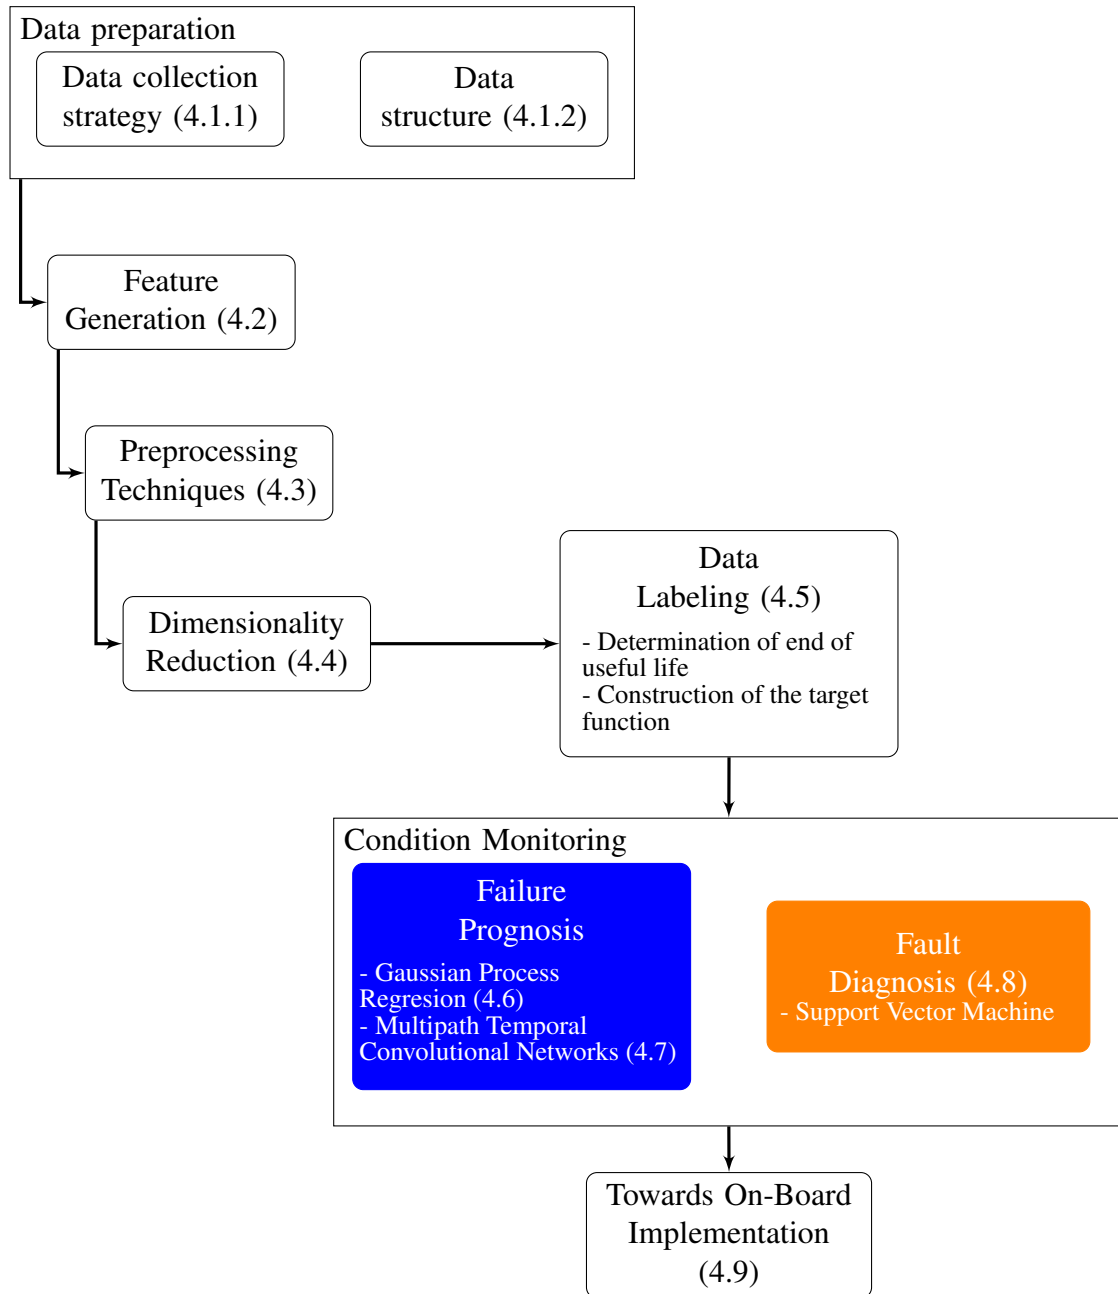 Data preparation
Data collection
strategy (4.1.1)
Data
structure (4.1.2)
Feature
Generation (4.2)
Preprocessing
Techniques (4.3)
Dimensionality
Reduction (4.4)
Data
Labeling (4.5)
- Determination of end of
useful life
- Construction of the target
function
Condition Monitoring
Failure
Prognosis
- Gaussian Process
Regresion (4.6)
- Multipath Temporal
Convolutional Networks (4.7)
Fault
Diagnosis (4.8)
- Support Vector Machine
Towards On-Board
Implementation
(4.9)